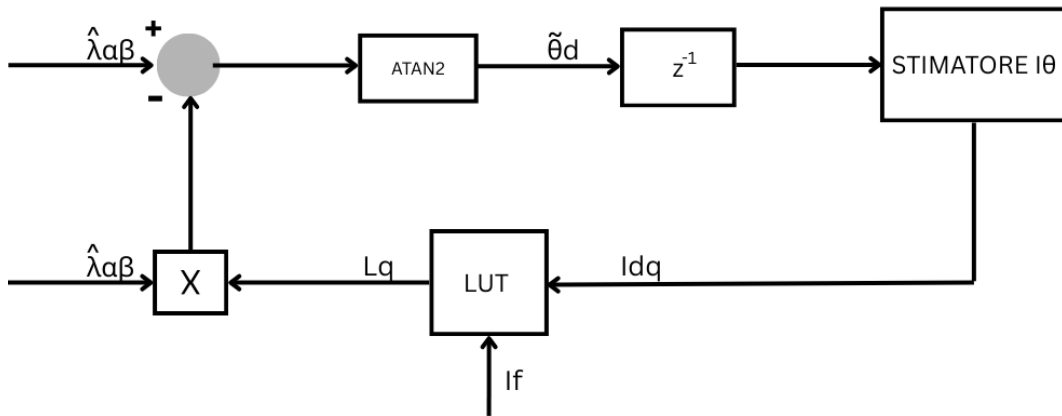 λ̂αβ
+
-
ATAN2
θ̃d
z⁻¹
STIMATORE Iθ
λ̂αβ
X
Lq
LUT
Idq
If